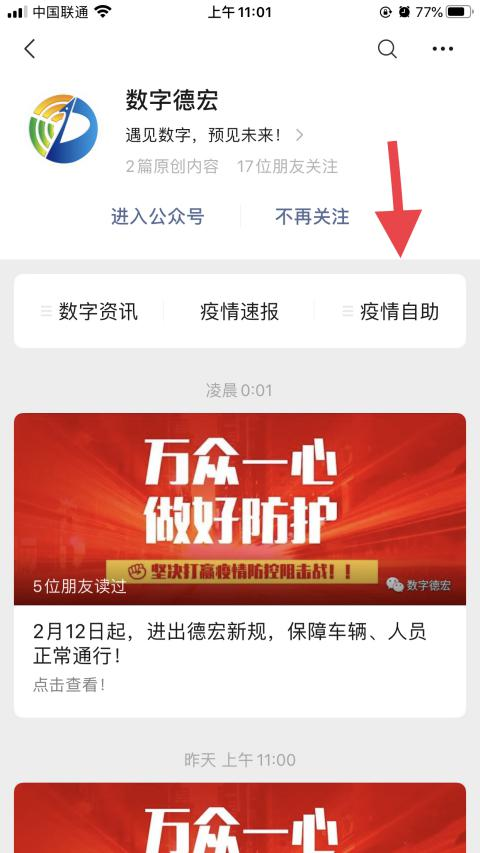 中国联通
上午 11:01
77%
数字德宏
遇见数字，预见未来！
2篇原创内容 17位朋友关注
进入公众号
不再关注
数字资讯
疫情速报
疫情自助
凌晨 0:01
万众一心
做好防护
坚决打赢疫情防控阻击战！！
5位朋友读过
数字德宏
2月12日起，进出德宏新规，保障车辆、人员
正常通行！
点击查看！
昨天 上午 11:00
万众一心